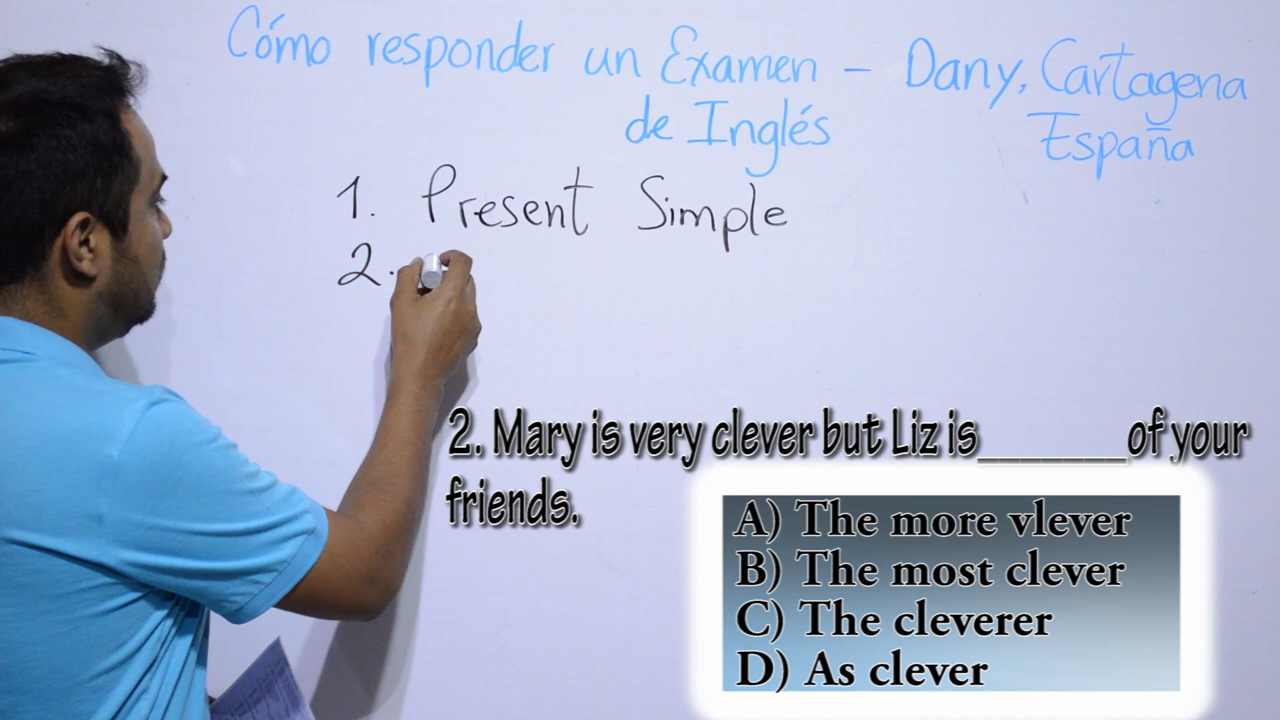 Cómo responder un Examen - Dany, Cartagena
de Inglés España
1. Present Simple
2.
2. Mary is very clever but Liz is_______of your
friends.
A) The more vlever
B) The most clever
C) The cleverer
D) As clever